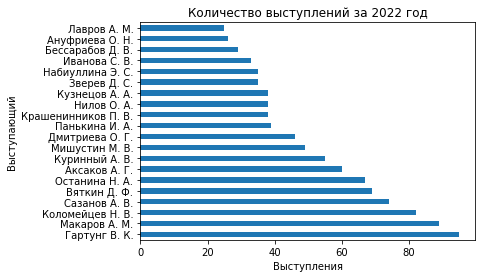 Количество выступлений за 2022 год
Лавров А. М.
Ануфриева О. Н.
Бессарабов Д. В.
Иванова С. В.
Набиуллина Э. С.
Зверев Д. С.
Кузнецов А. А.
Нилов О. А.
Крашенинников П. В.
Панькина И. А.
Дмитриева О. Г.
Мишустин М. В.
Куринный А. В.
Аксаков А. Г.
Останина Н. А.
Вяткин Д. Ф.
Сазанов А. В.
Коломейцев Н. В.
Макаров А. М.
Гартунг В. К.
Выступающий
0 20 40 60 80
Выступления